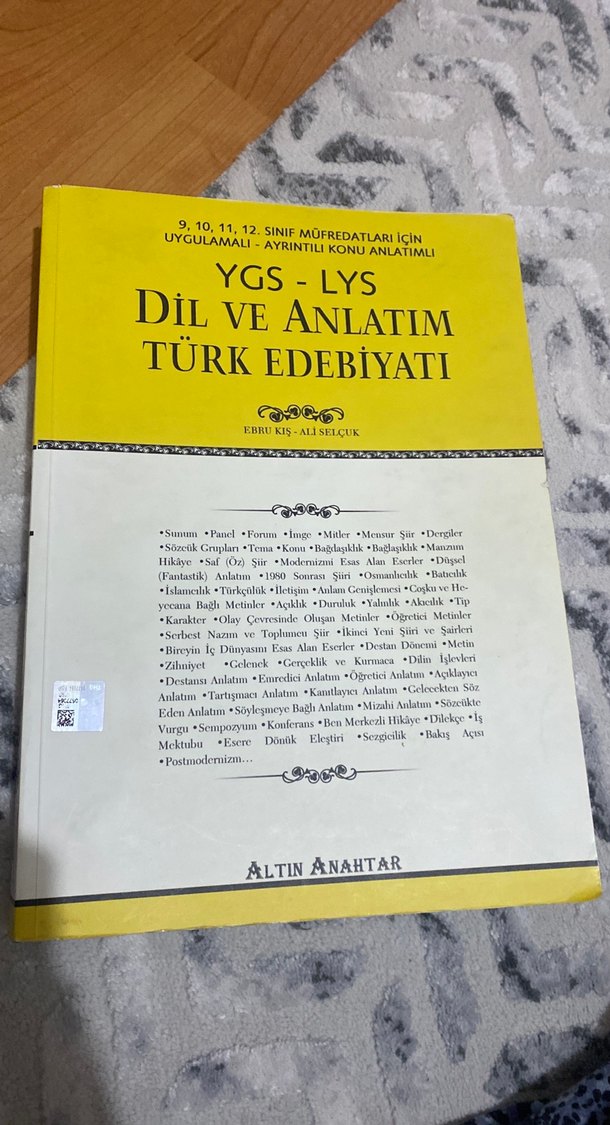 9, 10, 11, 12. SINIF MÜFREDATLARI İÇİN
UYGULAMALI - AYRINTILI KONU ANLATIMLI
YGS - LYS
DİL VE ANLATIM
TÜRK EDEBİYATI
EBRU KIŞ - ALİ SELÇUK
•Sunum •Panel •Forum •İmge •Mitler •Mensur Şiir •Dergiler
•Sözcük Grupları •Tema •Konu •Bağdaşıklık •Bağlaşıklık •Manzum
Hikâye •Saf (Öz) Şiir •Modernizmi Esas Alan Eserler •Düşsel
(Fantastik) Anlatım •1980 Sonrası Şiiri •Osmanlıcılık •Batıcılık
•İslamcılık •Türkçülük •İletişim •Anlam Genişlemesi •Coşku ve He-
yecana Bağlı Metinler •Açıklık •Duruluk •Yalınlık •Akıcılık •Tip
•Karakter •Olay Çevresinde Oluşan Metinler •Öğretici Metinler
•Serbest Nazım ve Toplumcu Şiir •İkinci Yeni Şiiri ve Şairleri
•Bireyin İç Dünyasını Esas Alan Eserler •Destan Dönemi •Metin
•Zihniyet •Gelenek •Gerçeklik ve Kurmaca •Dilin İşlevleri
•Destansı Anlatım •Emredici Anlatım •Öğretici Anlatım •Açıklayıcı
Anlatım •Tartışmacı Anlatım •Kanıtlayıcı Anlatım •Gelecekten Söz
Eden Anlatım •Söyleşmeye Bağlı Anlatım •Mizahi Anlatım •Sözcükte
Vurgu •Sempozyum •Konferans •Ben Merkezli Hikâye •Dilekçe •İş
Mektubu •Esere Dönük Eleştiri •Sezgicilik •Bakış Açısı
•Postmodernizm...
ALTIN ANAHTAR